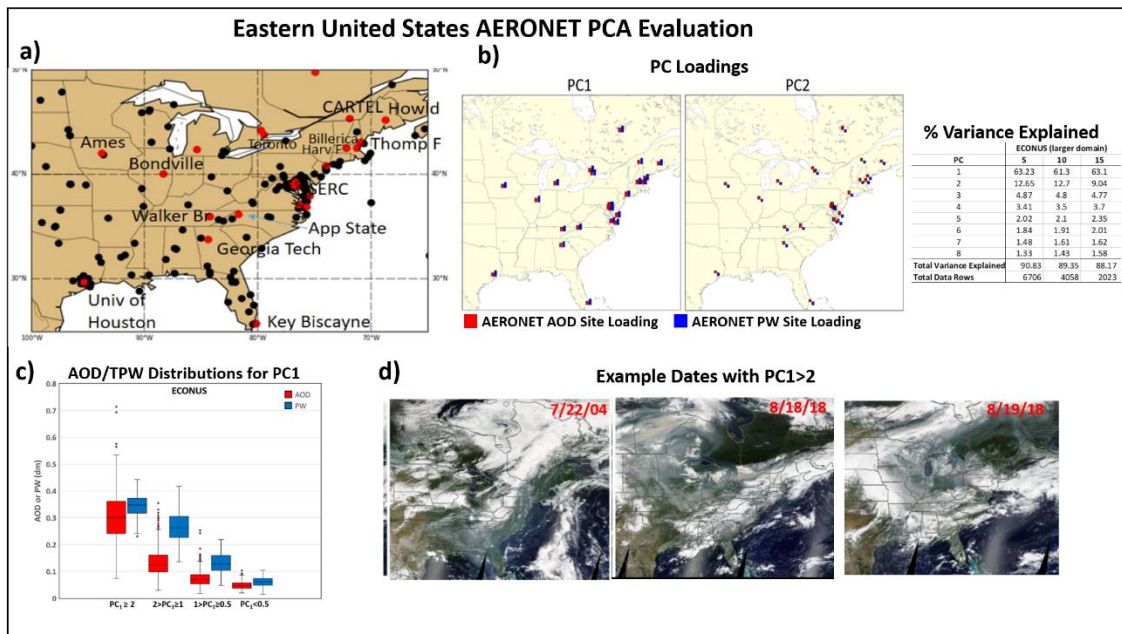 Eastern United States AERONET PCA Evaluation
a)
50°N
50°N
CARTEL
Howld
Ames
Toronto
Billerica
Harv.F
Thomp F
Bondville
40°N
40°N
SERC
Walker Br
App State
Georgia Tech
30°N
30°N
Univ of
Houston
Key Biscayne
100°W
90°W
80°W
70°W
b)
PC Loadings
PC1
PC2
AERONET AOD Site Loading
AERONET PW Site Loading
% Variance Explained
ECONUS (larger domain)
PC 5 10 15
1 63.23 61.3 63.1
2 12.65 12.7 9.04
3 4.87 4.8 4.77
4 3.41 3.5 3.7
5 2.02 2.1 2.35
6 1.84 1.91 2.01
7 1.48 1.61 1.62
8 1.33 1.43 1.58
Total Variance Explained 90.83 89.35 88.17
Total Data Rows 6706 4058 2023
c)
AOD/TPW Distributions for PC1
ECONUS
AOD
PW
AOD or PW (dm)
0.8
0.7
0.6
0.5
0.4
0.3
0.2
0.1
0
PC₁ ≥ 2
2>PC₁≥1
1>PC₁≥0.5
PC₁<0.5
d)
Example Dates with PC1>2
7/22/04
8/18/18
8/19/18